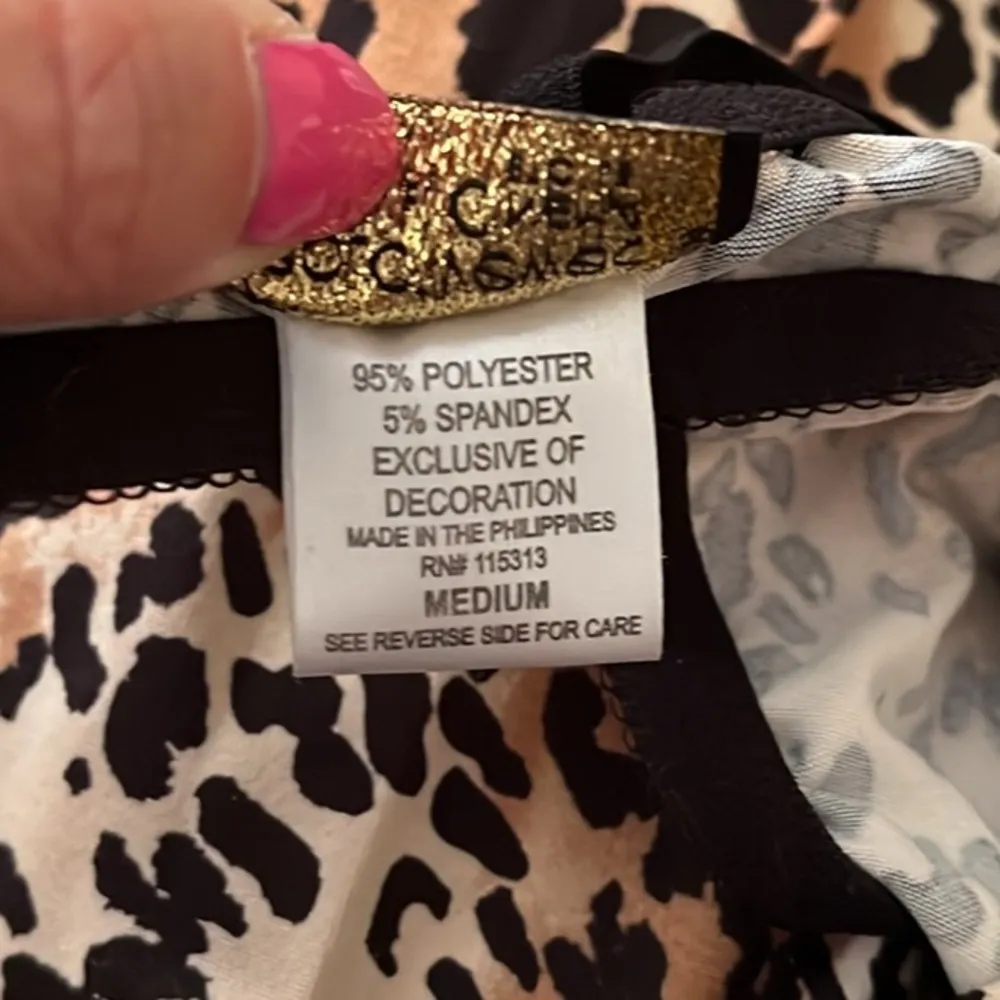 95% POLYESTER
5% SPANDEX
EXCLUSIVE OF
DECORATION
MADE IN THE PHILIPPINES
RN# 115313
MEDIUM
SEE REVERSE SIDE FOR CARE